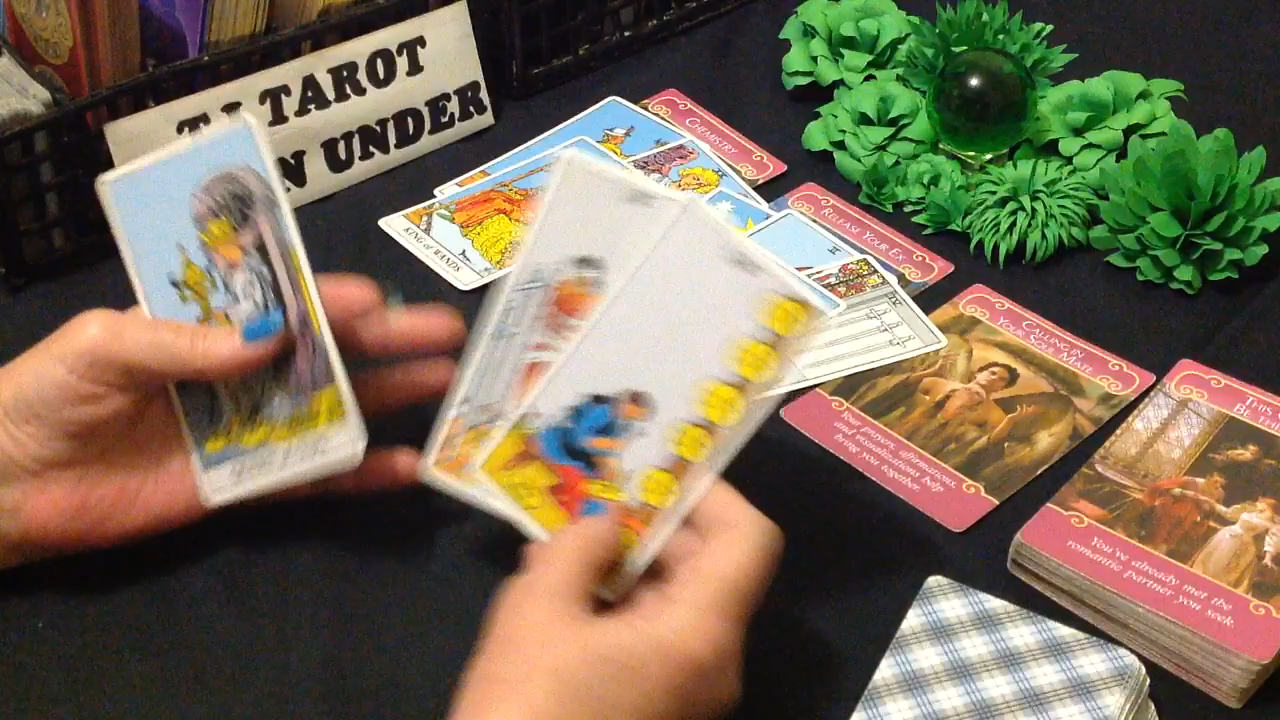 TAROT
UNDER
CHEMISTRY
RELEASE YOUR EX
KING of WANDS
II
CALLING IN
YOUR SOUL MATE
Your prayers, affirmations,
and visualizations help
bring you together.
You've already met the
romantic partner you seek.